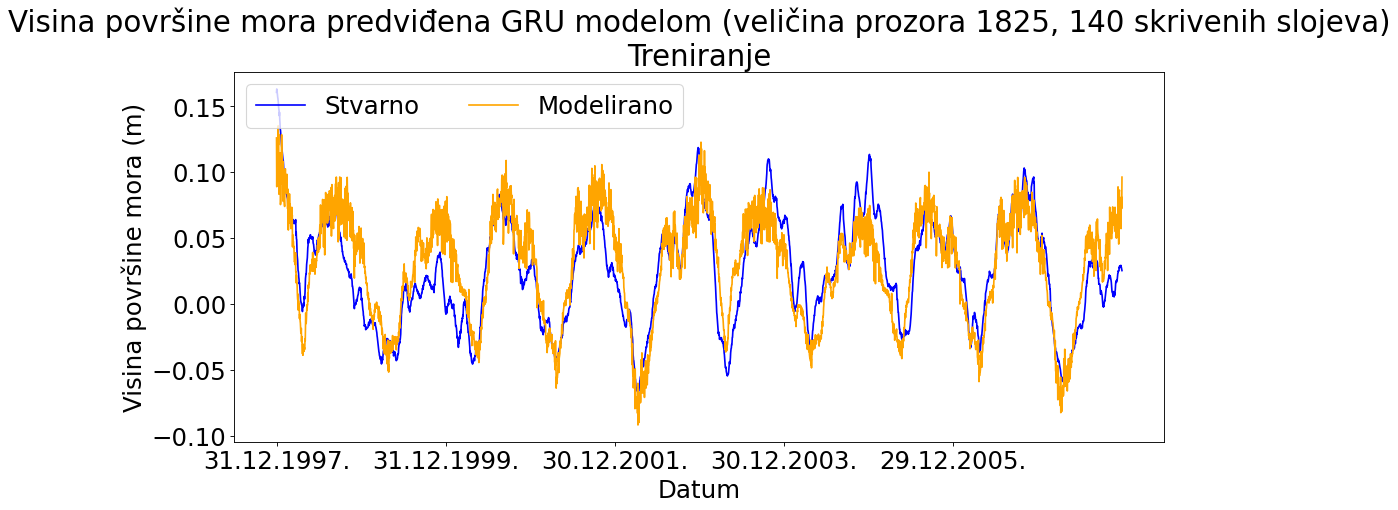 Visina površine mora predviđena GRU modelom (veličina prozora 1825, 140 skrivenih slojeva)
Treniranje
Stvarno Modelirano
Visina površine mora (m)
0.15
0.10
0.05
0.00
−0.05
−0.10
31.12.1997. 31.12.1999. 30.12.2001. 30.12.2003. 29.12.2005.
Datum